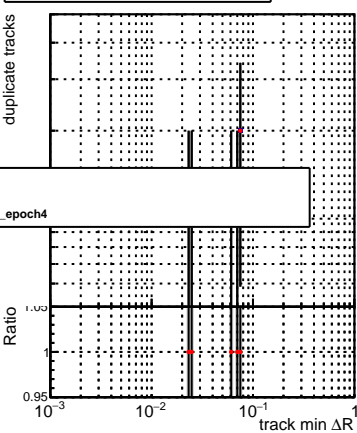 duplicate tracks
_epoch4
Ratio
1.05
1
0.95
10⁻³ 10⁻² 10⁻¹ 1
track min ΔR